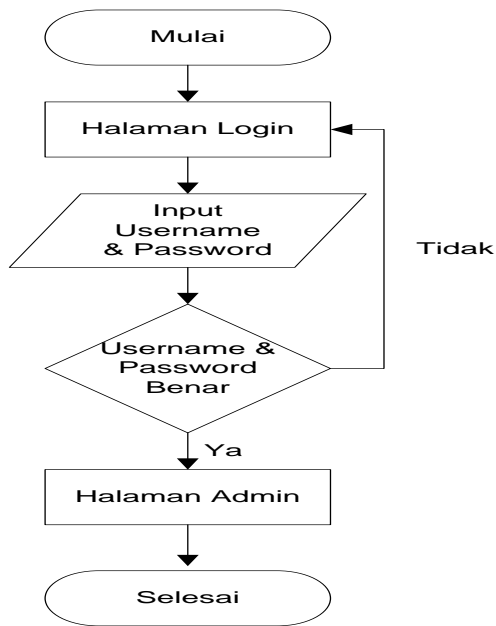 Mulai
Halaman Login
Input
Username
& Password
Tidak
Username &
Password
Benar
Ya
Halaman Admin
Selesai